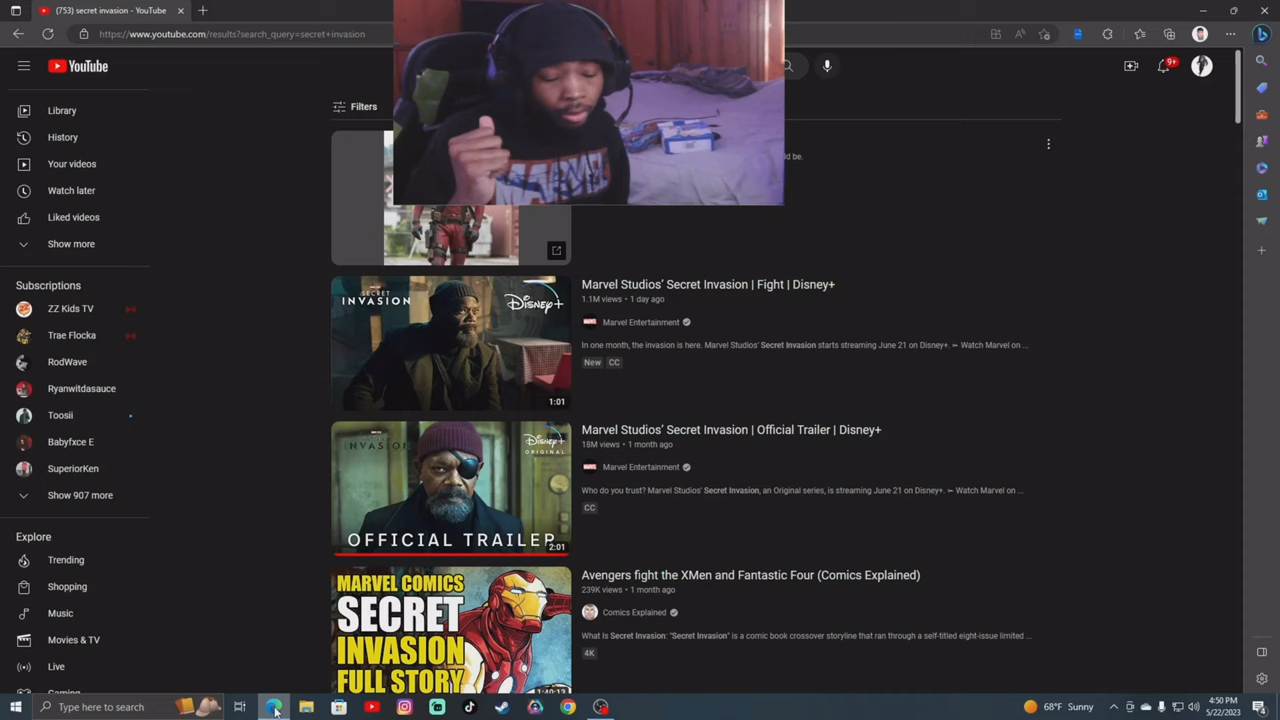 (753) secret invasion - YouTube
https://www.youtube.com/results?search_query=secret+invasion
YouTube
9+
Library
History
Your videos
Watch later
Liked videos
Show more
Subscriptions
ZZ Kids TV
Trae Flocka
RodWave
Ryanwitdasauce
Toosii
Babyfxce E
SuperiorKen
Show 907 more
Explore
Trending
Shopping
Music
Movies & TV
Live
Filters
ld be.
SECRET
INVASION
Disney+
1:01
Marvel Studios' Secret Invasion | Fight | Disney+
1.1M views • 1 day ago
Marvel Entertainment
In one month, the invasion is here. Marvel Studios' Secret Invasion starts streaming June 21 on Disney+. ► Watch Marvel on ...
New CC
INVASION
Disney+
ORIGINAL
OFFICIAL TRAILER
2:01
Marvel Studios' Secret Invasion | Official Trailer | Disney+
18M views • 1 month ago
Marvel Entertainment
Who do you trust? Marvel Studios' Secret Invasion, an Original series, is streaming June 21 on Disney+. ► Watch Marvel on ...
CC
MARVEL COMICS
SECRET
INVASION
FULL STORY
1:40:13
Avengers fight the XMen and Fantastic Four (Comics Explained)
239K views • 1 month ago
Comics Explained
What Is Secret Invasion: "Secret Invasion" is a comic book crossover storyline that ran through a self-titled eight-issue limited ...
4K
Type here to search
68°F Sunny
4:50 PM
5/22/2023
4